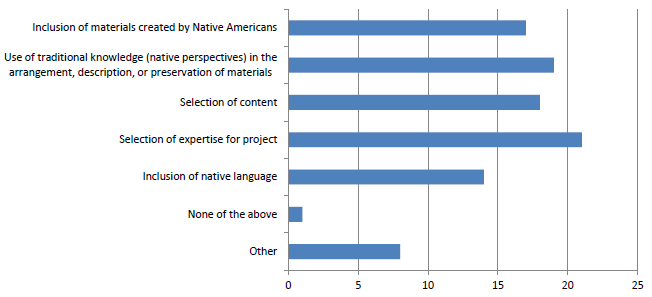 Inclusion of materials created by Native Americans
Use of traditional knowledge (native perspectives) in the
arrangement, description, or preservation of materials
Selection of content
Selection of expertise for project
Inclusion of native language
None of the above
Other
0 5 10 15 20 25